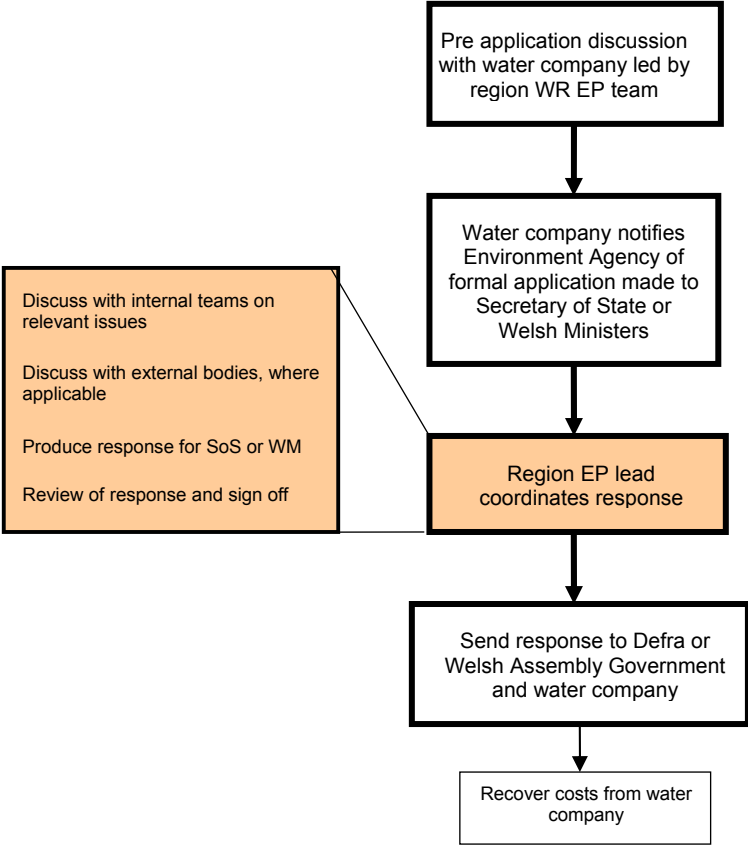 Pre application discussion
with water company led by
region WR EP team
Water company notifies
Environment Agency of
formal application made to
Secretary of State or
Welsh Ministers
Discuss with internal teams on
relevant issues
Discuss with external bodies, where
applicable
Produce response for SoS or WM
Review of response and sign off
Region EP lead
coordinates response
Send response to Defra or
Welsh Assembly Government
and water company
Recover costs from water
company